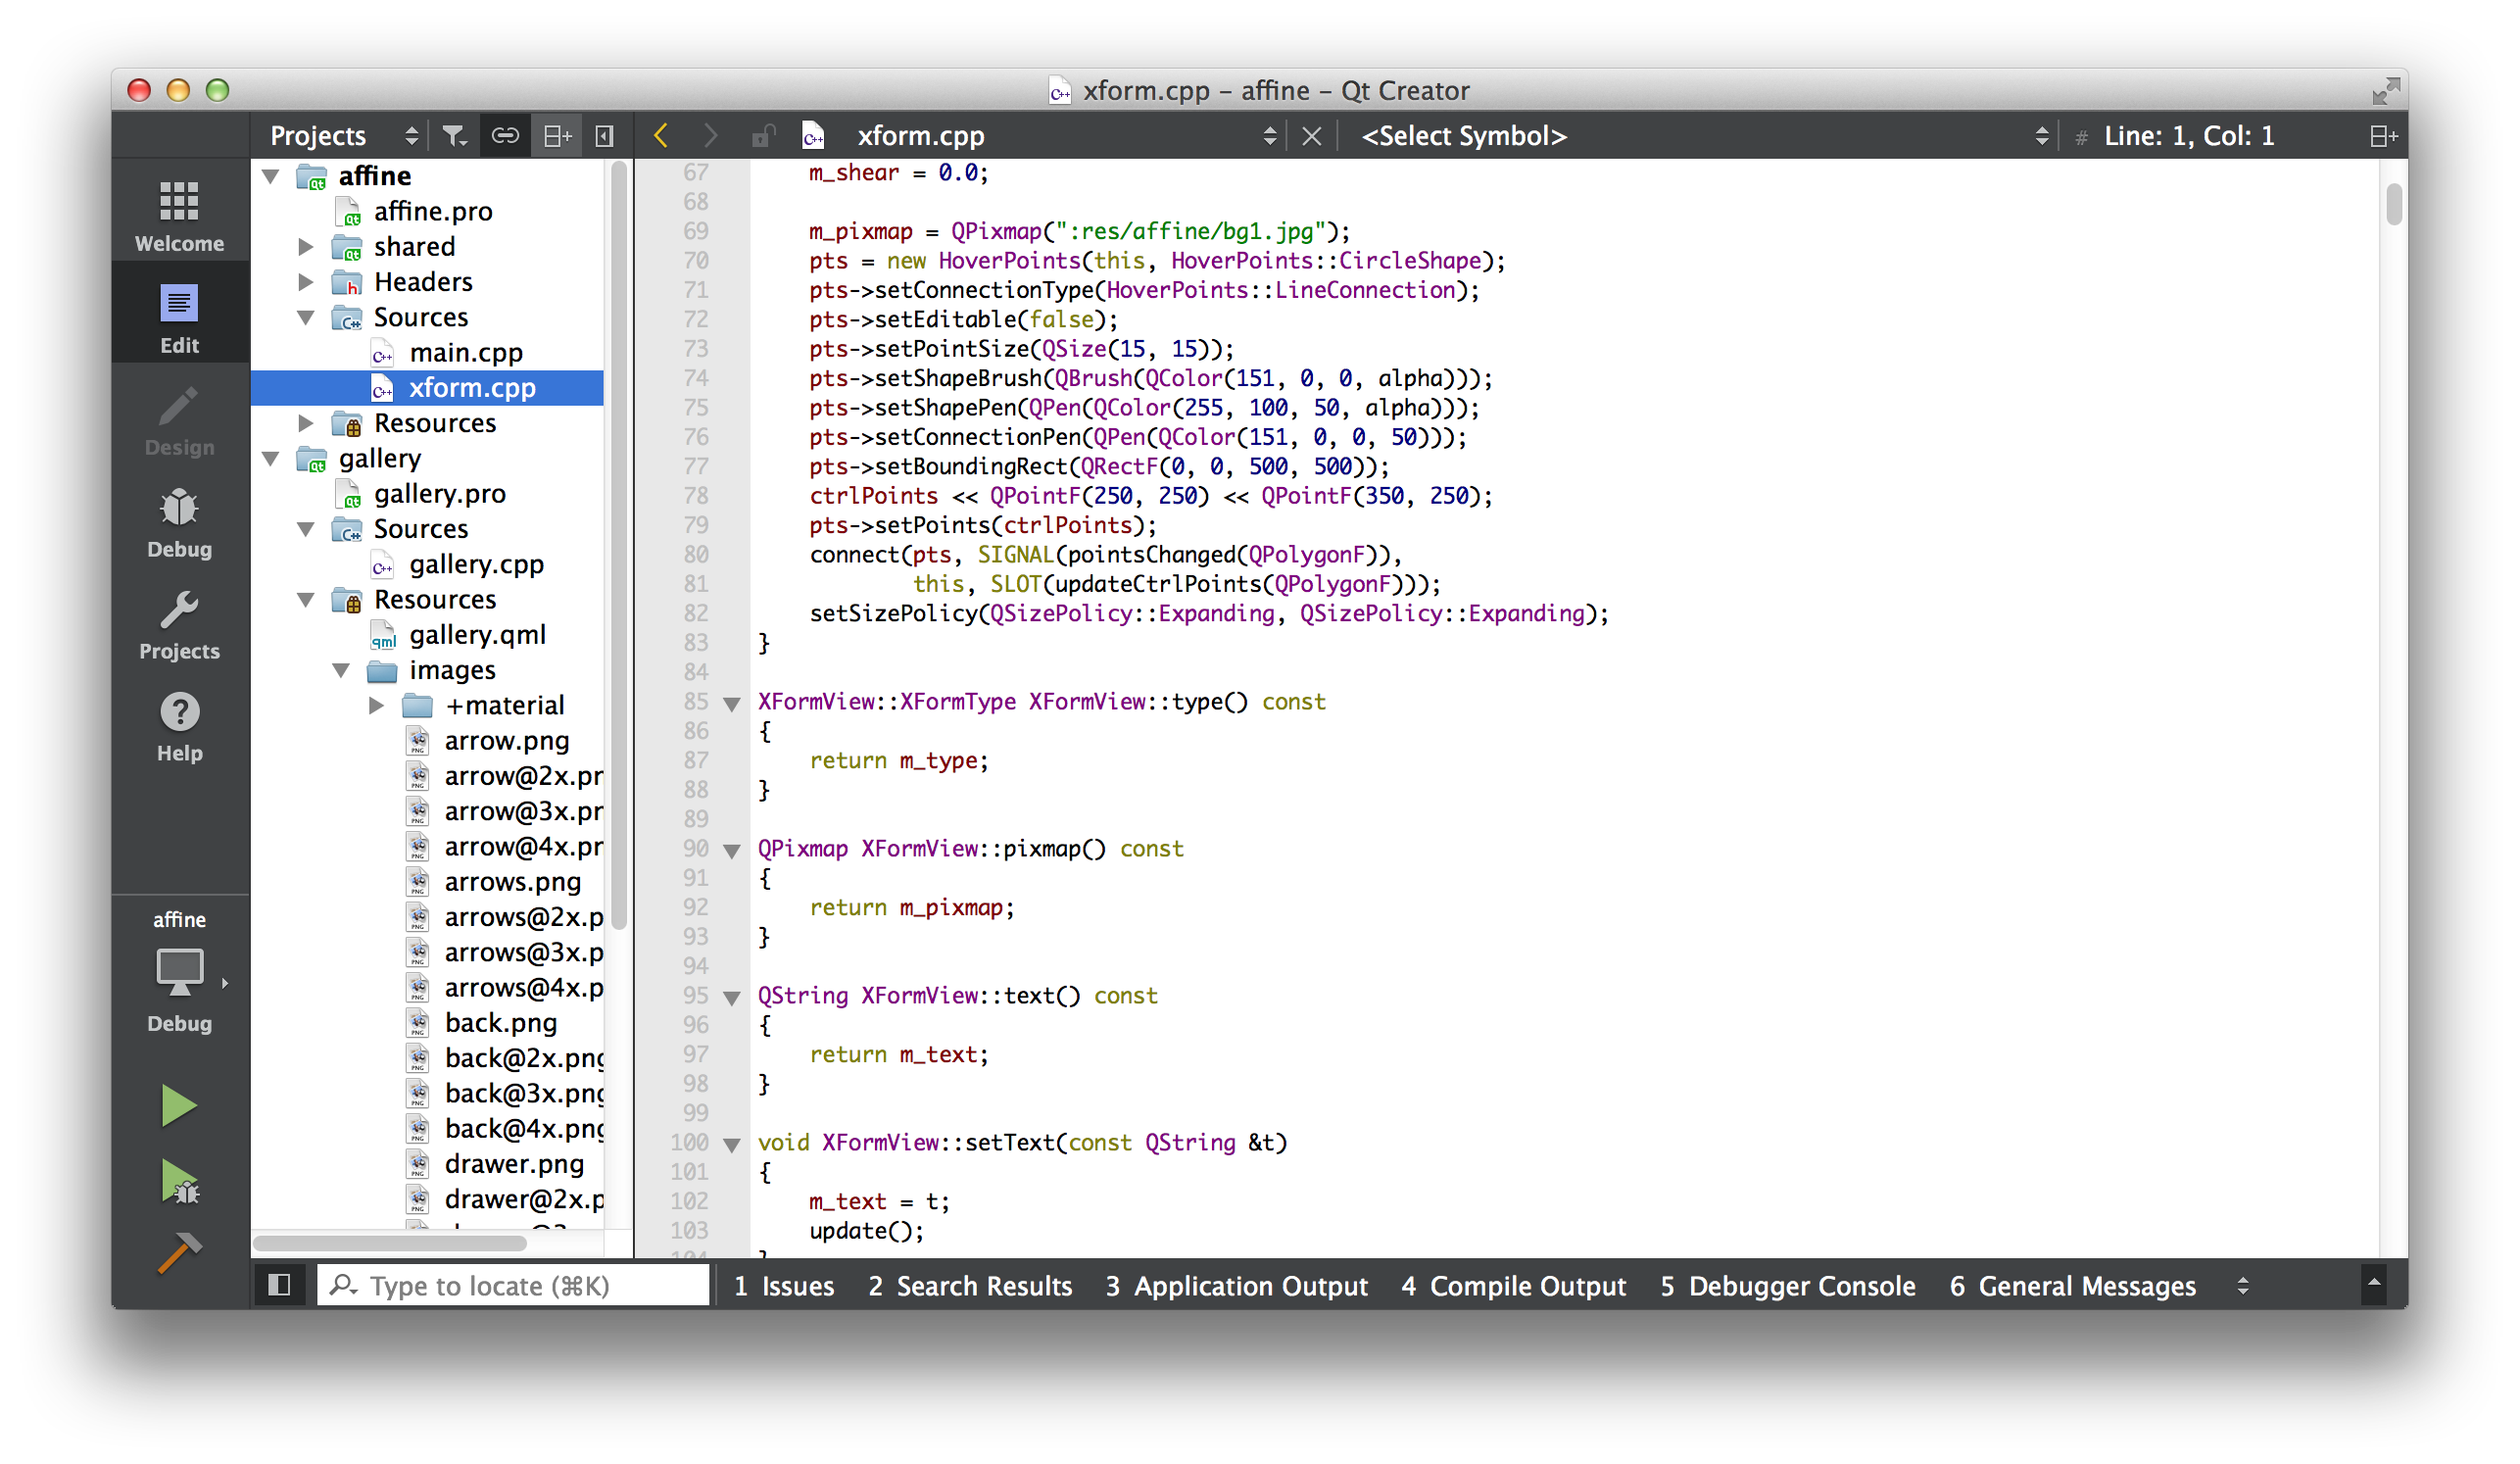 xform.cpp – affine – Qt Creator
Projects
xform.cpp
<Select Symbol>
# Line: 1, Col: 1
Welcome
Edit
Design
Debug
Projects
Help
affine
Debug
affine
affine.pro
shared
Headers
Sources
main.cpp
xform.cpp
Resources
gallery
gallery.pro
Sources
gallery.cpp
Resources
gallery.qml
images
+material
arrow.png
arrow@2x.pr
arrow@3x.pr
arrow@4x.pr
arrows.png
arrows@2x.p
arrows@3x.p
arrows@4x.p
back.png
back@2x.png
back@3x.png
back@4x.png
drawer.png
drawer@2x.p
67     m_shear = 0.0;
68
69     m_pixmap = QPixmap(":res/affine/bg1.jpg");
70     pts = new HoverPoints(this, HoverPoints::CircleShape);
71     pts->setConnectionType(HoverPoints::LineConnection);
72     pts->setEditable(false);
73     pts->setPointSize(QSize(15, 15));
74     pts->setShapeBrush(QBrush(QColor(151, 0, 0, alpha)));
75     pts->setShapePen(QPen(QColor(255, 100, 50, alpha)));
76     pts->setConnectionPen(QPen(QColor(151, 0, 0, 50)));
77     pts->setBoundingRect(QRectF(0, 0, 500, 500));
78     ctrlPoints << QPointF(250, 250) << QPointF(350, 250);
79     pts->setPoints(ctrlPoints);
80     connect(pts, SIGNAL(pointsChanged(QPolygonF)),
81             this, SLOT(updateCtrlPoints(QPolygonF)));
82     setSizePolicy(QSizePolicy::Expanding, QSizePolicy::Expanding);
83 }
84
85 XFormView::XFormType XFormView::type() const
86 {
87     return m_type;
88 }
89
90 QPixmap XFormView::pixmap() const
91 {
92     return m_pixmap;
93 }
94
95 QString XFormView::text() const
96 {
97     return m_text;
98 }
99
100 void XFormView::setText(const QString &t)
101 {
102     m_text = t;
103     update();
104 }
Type to locate (⌘K)
1 Issues 2 Search Results 3 Application Output 4 Compile Output 5 Debugger Console 6 General Messages